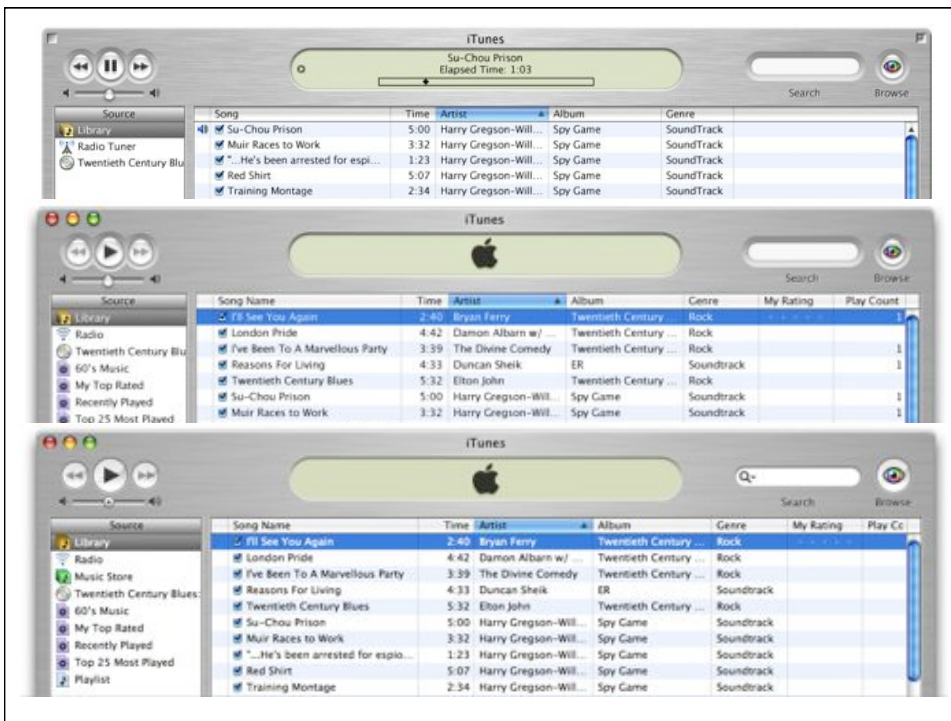 iTunes
Su-Chou Prison
Elapsed Time: 1:03
Search Browse
Source Song Time Artist Album Genre
Library Su-Chou Prison 5:00 Harry Gregson-Will... Spy Game SoundTrack
Radio Tuner Muir Races to Work 3:32 Harry Gregson-Will... Spy Game SoundTrack
Twentieth Century Blu "...He's been arrested for espi... 1:23 Harry Gregson-Will... Spy Game SoundTrack
Red Shirt 5:07 Harry Gregson-Will... Spy Game SoundTrack
Training Montage 2:34 Harry Gregson-Will... Spy Game SoundTrack
iTunes
Search Browse
Source Song Name Time Artist Album Genre My Rating Play Count
Library I'll See You Again 2:40 Bryan Ferry Twentieth Century ... Rock 1
Radio London Pride 4:42 Damon Albarn w/ ... Twentieth Century ... Rock
Twentieth Century Blu I've Been To A Marvellous Party 3:39 The Divine Comedy Twentieth Century ... Rock 1
60's Music Reasons For Living 4:33 Duncan Sheik ER Soundtrack 1
My Top Rated Twentieth Century Blues 5:32 Elton John Twentieth Century ... Rock
Recently Played Su-Chou Prison 5:00 Harry Gregson-Will... Spy Game Soundtrack 1
Top 25 Most Played Muir Races to Work 3:32 Harry Gregson-Will... Spy Game Soundtrack 1
iTunes
Search Browse
Source Song Name Time Artist Album Genre My Rating Play Cc
Library I'll See You Again 2:40 Bryan Ferry Twentieth Century ... Rock
Radio London Pride 4:42 Damon Albarn w/ ... Twentieth Century ... Rock
Music Store I've Been To A Marvellous Party 3:39 The Divine Comedy Twentieth Century ... Rock
Twentieth Century Blues: Reasons For Living 4:33 Duncan Sheik ER Soundtrack
60's Music Twentieth Century Blues 5:32 Elton John Twentieth Century ... Rock
My Top Rated Su-Chou Prison 5:00 Harry Gregson-Will... Spy Game Soundtrack
Recently Played Muir Races to Work 3:32 Harry Gregson-Will... Spy Game Soundtrack
Top 25 Most Played "...He's been arrested for espio... 1:23 Harry Gregson-Will... Spy Game Soundtrack
Playlist Red Shirt 5:07 Harry Gregson-Will... Spy Game Soundtrack
Training Montage 2:34 Harry Gregson-Will... Spy Game Soundtrack